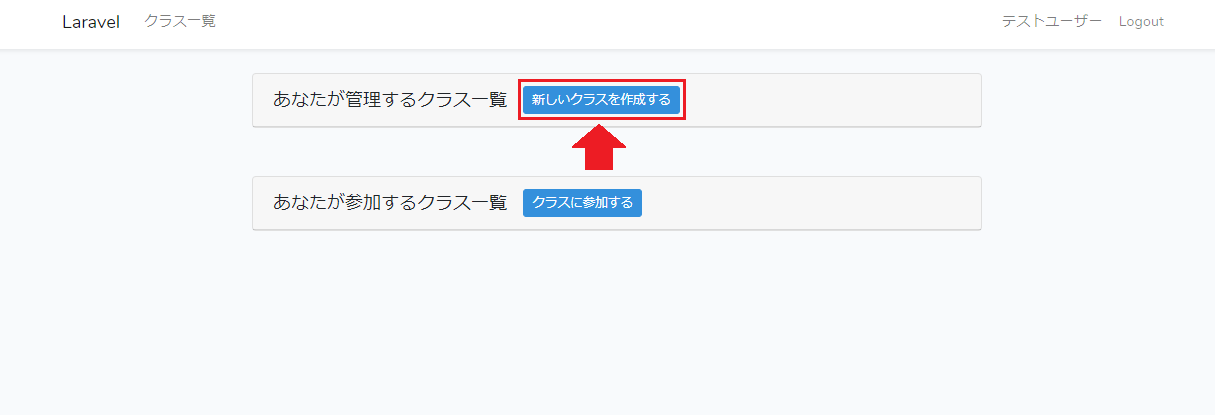 Laravel クラス一覧 テストユーザー Logout
あなたが管理するクラス一覧 新しいクラスを作成する
あなたが参加するクラス一覧 クラスに参加する